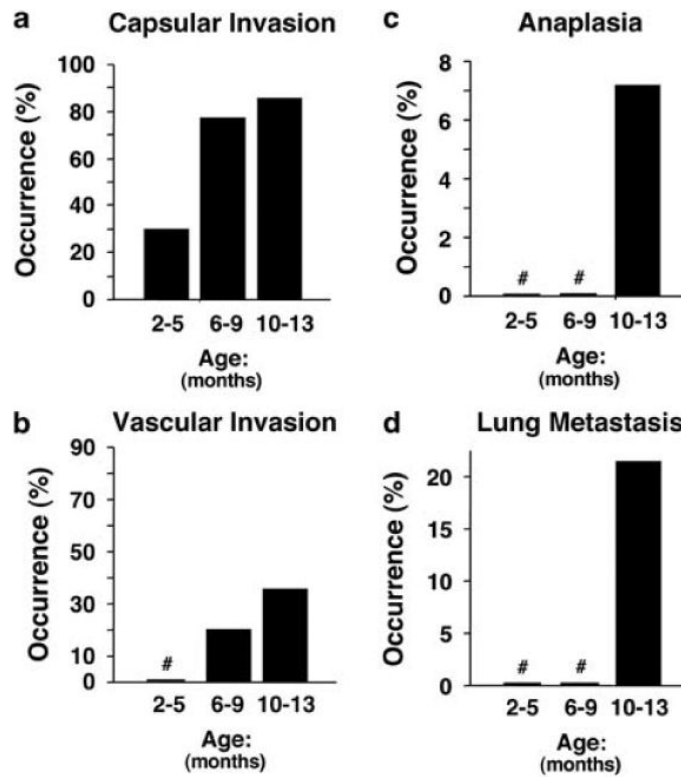 a Capsular Invasion
Occurrence (%)
100
80
60
40
20
0
2-5 6-9 10-13
Age:
(months)
c Anaplasia
Occurrence (%)
8
6
4
2
0
# #
2-5 6-9 10-13
Age:
(months)
b Vascular Invasion
Occurrence (%)
90
70
50
30
10
0
#
2-5 6-9 10-13
Age:
(months)
d Lung Metastasis
Occurrence (%)
20
15
10
5
0
# #
2-5 6-9 10-13
Age:
(months)